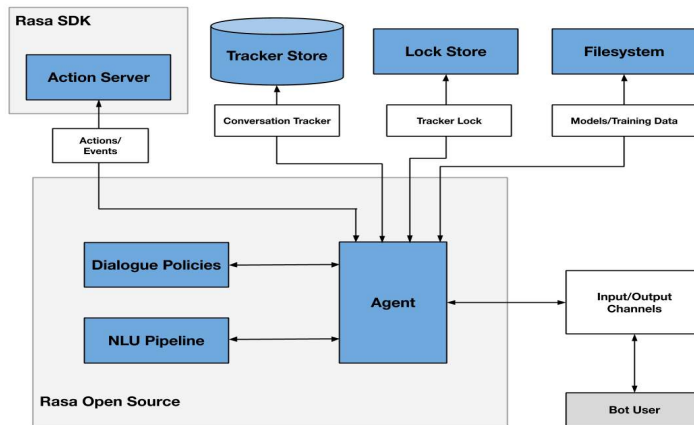 Rasa SDK
Action Server
Tracker Store
Lock Store
Filesystem
Actions/
Events
Conversation Tracker
Tracker Lock
Models/Training Data
Dialogue Policies
Agent
NLU Pipeline
Input/Output
Channels
Rasa Open Source
Bot User